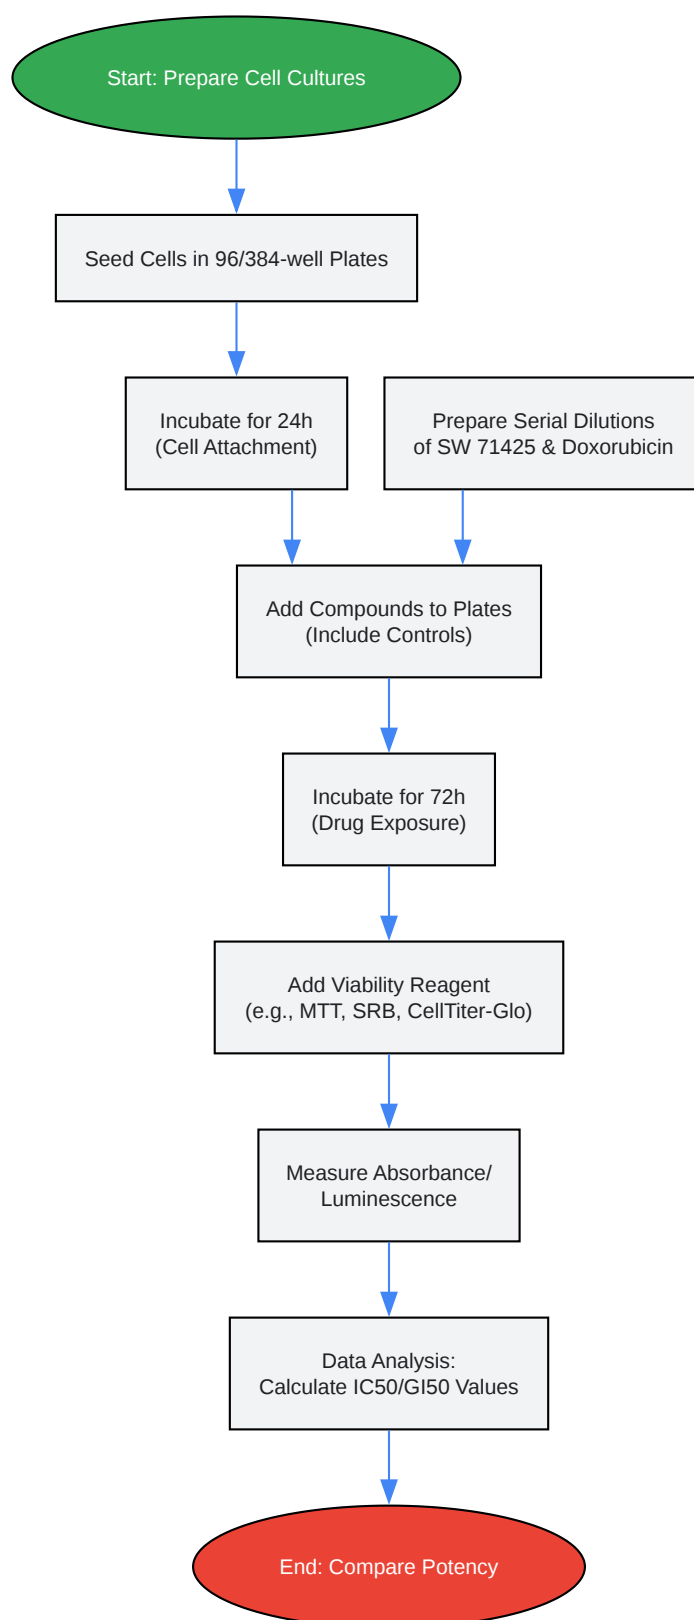 Start: Prepare Cell Cultures
Seed Cells in 96/384-well Plates
Incubate for 24h
(Cell Attachment)
Prepare Serial Dilutions
of SW 71425 & Doxorubicin
Add Compounds to Plates
(Include Controls)
Incubate for 72h
(Drug Exposure)
Add Viability Reagent
(e.g., MTT, SRB, CellTiter-Glo)
Measure Absorbance/
Luminescence
Data Analysis:
Calculate IC50/GI50 Values
End: Compare Potency